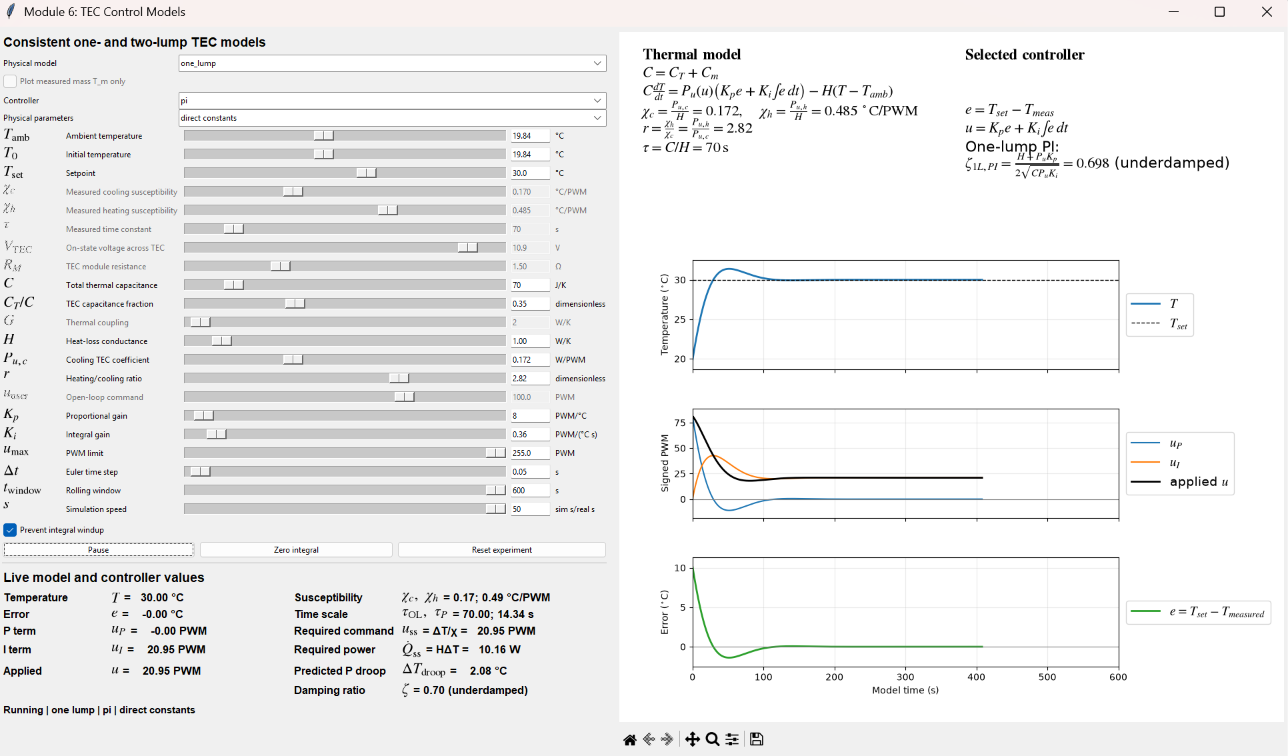 Module 6: TEC Control Models
Consistent one- and two-lump TEC models
Physical model one_lump
Plot measured mass T_m only
Controller pi
Physical parameters direct constants
T_amb Ambient temperature 19.84 °C
T_0 Initial temperature 19.84 °C
T_set Setpoint 30.0 °C
χ_c Measured cooling susceptibility 0.170 °C/PWM
χ_h Measured heating susceptibility 0.485 °C/PWM
τ Measured time constant 70 s
V_TEC On-state voltage across TEC 10.9 V
R_M TEC module resistance 1.50 Ω
C Total thermal capacitance 70 J/K
C_T/C TEC capacitance fraction 0.35 dimensionless
G Thermal coupling 2 W/K
H Heat-loss conductance 1.00 W/K
P_u,c Cooling TEC coefficient 0.172 W/PWM
r Heating/cooling ratio 2.82 dimensionless
u_user Open-loop command 100.0 PWM
K_p Proportional gain 8 PWM/°C
K_i Integral gain 0.36 PWM/(°C s)
u_max PWM limit 255.0 PWM
Δt Euler time step 0.05 s
t_window Rolling window 600 s
s Simulation speed 50 sim s/real s
Prevent integral windup
Pause Zero integral Reset experiment
Live model and controller values
Temperature T = 30.00 °C
Error e = -0.00 °C
P term u_P = -0.00 PWM
I term u_I = 20.95 PWM
Applied u = 20.95 PWM
Susceptibility χ_c, χ_h = 0.17; 0.49 °C/PWM
Time scale τ_OL, τ_P = 70.00; 14.34 s
Required command u_ss = ΔT/χ = 20.95 PWM
Required power Q̇_ss = HΔT = 10.16 W
Predicted P droop ΔT_droop = 2.08 °C
Damping ratio ζ = 0.70 (underdamped)
Running | one lump | pi | direct constants
Thermal model
C = C_T + C_m
C dT/dt = P_u(u)(K_p e + K_i ∫e dt) − H(T − T_amb)
χ_c = P_u,c/H = 0.172, χ_h = P_u,h/H = 0.485 °C/PWM
r = χ_h/χ_c = P_u,h/P_u,c = 2.82
τ = C/H = 70 s
Selected controller
e = T_set − T_meas
u = K_p e + K_i ∫e dt
One-lump PI:
ζ_1L,PI = H + P_u K_p / 2√(C P_u K_i) = 0.698 (underdamped)
Temperature (°C)
30
25
20
T
T_set
Signed PWM
75
50
25
0
u_P
u_I
applied u
Error (°C)
10
5
0
e = T_set − T_measured
0 100 200 300 400 500 600
Model time (s)